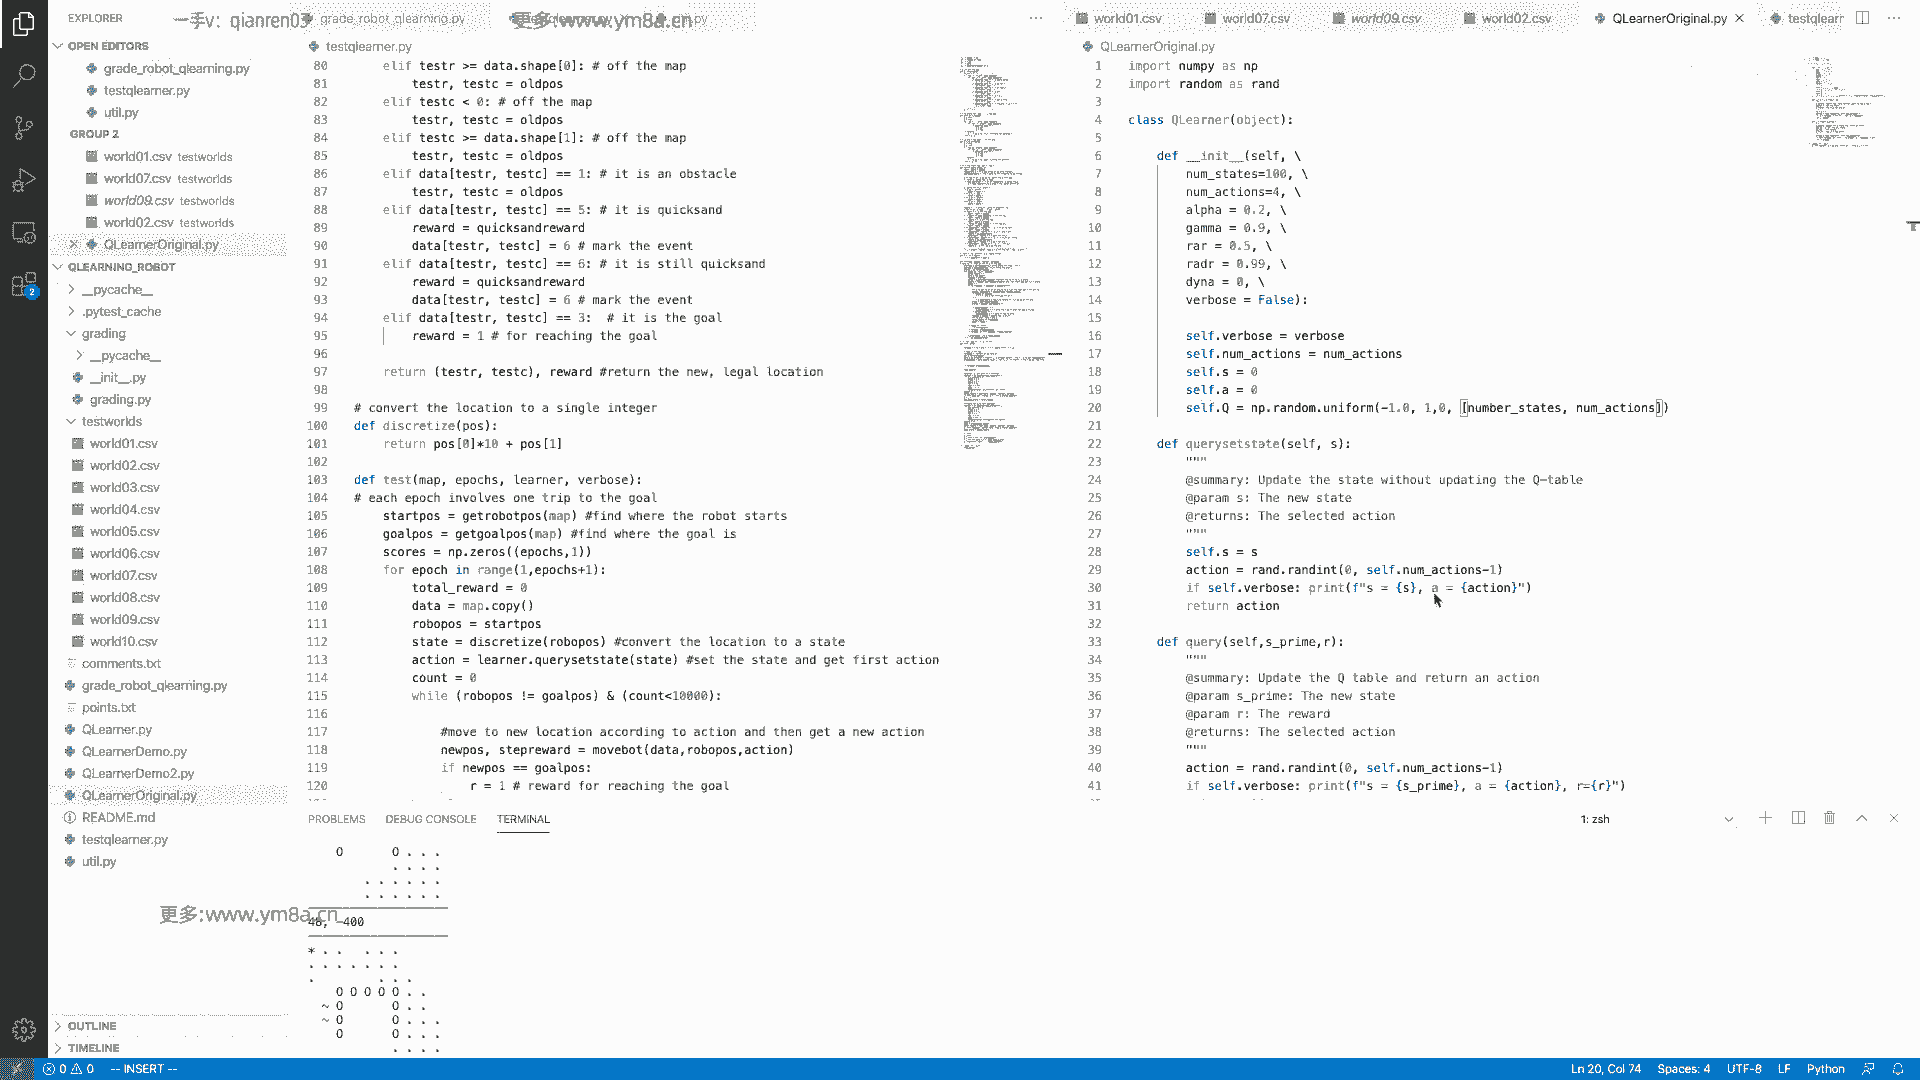 EXPLORER
一手v: qianren03
grade_robot_qlearning.py
更多:www.ym8a.cn
world01.csv
world07.csv
world09.csv
world02.csv
QLearnerOriginal.py
testqlearr
OPEN EDITORS
grade_robot_qlearning.py
testqlearner.py
util.py
GROUP 2
world01.csv testworlds
world07.csv testworlds
world09.csv testworlds
world02.csv testworlds
QLearnerOriginal.py
QLEARNING_ROBOT
__pycache__
.pytest_cache
grading
__pycache__
__init__.py
grading.py
testworlds
world01.csv
world02.csv
world03.csv
world04.csv
world05.csv
world06.csv
world07.csv
world08.csv
world09.csv
world10.csv
comments.txt
grade_robot_qlearning.py
points.txt
QLearner.py
QLearnerDemo.py
QLearnerDemo2.py
QLearnerOriginal.py
README.md
testqlearner.py
util.py
更多:www.ym8a.cn
OUTLINE
TIMELINE
testqlearner.py
80 elif testr >= data.shape[0]: # off the map
81 testr, testc = oldpos
82 elif testc < 0: # off the map
83 testr, testc = oldpos
84 elif testc >= data.shape[1]: # off the map
85 testr, testc = oldpos
86 elif data[testr, testc] == 1: # it is an obstacle
87 testr, testc = oldpos
88 elif data[testr, testc] == 5: # it is quicksand
89 reward = quicksandreward
90 data[testr, testc] = 6 # mark the event
91 elif data[testr, testc] == 6: # it is still quicksand
92 reward = quicksandreward
93 data[testr, testc] = 6 # mark the event
94 elif data[testr, testc] == 3:  # it is the goal
95 reward = 1 # for reaching the goal
96
97 return (testr, testc), reward #return the new, legal location
98
99 # convert the location to a single integer
100 def discretize(pos):
101 return pos[0]*10 + pos[1]
102
103 def test(map, epochs, learner, verbose):
104 # each epoch involves one trip to the goal
105 startpos = getrobotpos(map) #find where the robot starts
106 goalpos = getgoalpos(map) #find where the goal is
107 scores = np.zeros((epochs,1))
108 for epoch in range(1,epochs+1):
109 total_reward = 0
110 data = map.copy()
111 robopos = startpos
112 state = discretize(robopos) #convert the location to a state
113 action = learner.querysetstate(state) #set the state and get first action
114 count = 0
115 while (robopos != goalpos) & (count<10000):
116
117 #move to new location according to action and then get a new action
118 newpos, stepreward = movebot(data,robopos,action)
119 if newpos == goalpos:
120 r = 1 # reward for reaching the goal
QLearnerOriginal.py
1 import numpy as np
2 import random as rand
3
4 class QLearner(object):
5
6 def __init__(self, \
7 num_states=100, \
8 num_actions=4, \
9 alpha = 0.2, \
10 gamma = 0.9, \
11 rar = 0.5, \
12 radr = 0.99, \
13 dyna = 0, \
14 verbose = False):
15
16 self.verbose = verbose
17 self.num_actions = num_actions
18 self.s = 0
19 self.a = 0
20 self.Q = np.random.uniform(-1.0, 1,0, [number_states, num_actions])
21
22 def querysetstate(self, s):
23 """
24 @summary: Update the state without updating the Q-table
25 @param s: The new state
26 @returns: The selected action
27 """
28 self.s = s
29 action = rand.randint(0, self.num_actions-1)
30 if self.verbose: print(f"s = {s}, a = {action}")
31 return action
32
33 def query(self,s_prime,r):
34 """
35 @summary: Update the Q table and return an action
36 @param s_prime: The new state
37 @param r: The reward
38 @returns: The selected action
39 """
40 action = rand.randint(0, self.num_actions-1)
41 if self.verbose: print(f"s = {s_prime}, a = {action}, r={r}")
PROBLEMS
DEBUG CONSOLE
TERMINAL
1: zsh
O O . . .
. . . .
. . . . . .
. . . . . .
48, -400
* . . . . .
. . . . . . .
. . . .
O O O O O . .
~ O O . .
~ O O . . .
O O . . .
. . . .
0 0
-- INSERT --
Ln 20, Col 74
Spaces: 4
UTF-8
LF
Python